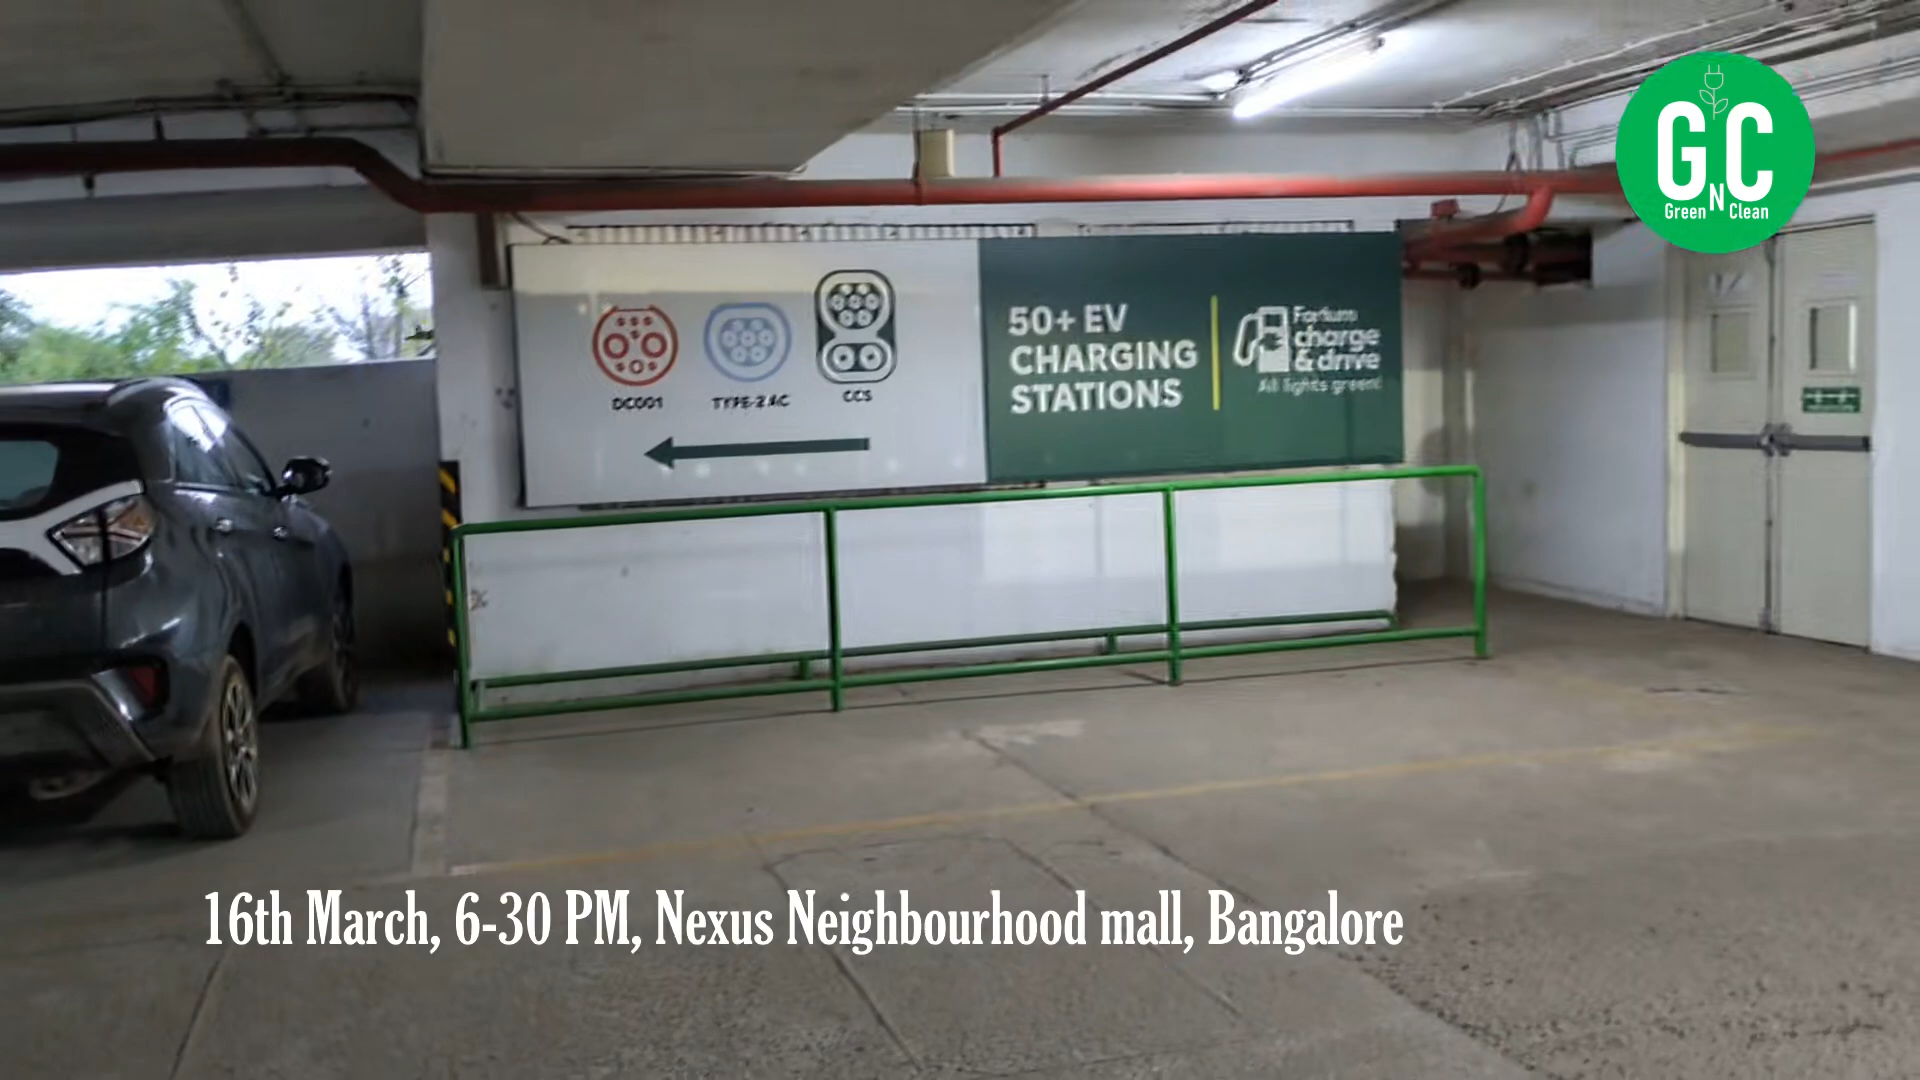 GNC
Green Clean
50+ EV
CHARGING
STATIONS
Fortum
charge
& drive
All lights green!
DC001
TYPE-2 AC
CCS
16th March, 6-30 PM, Nexus Neighbourhood mall, Bangalore